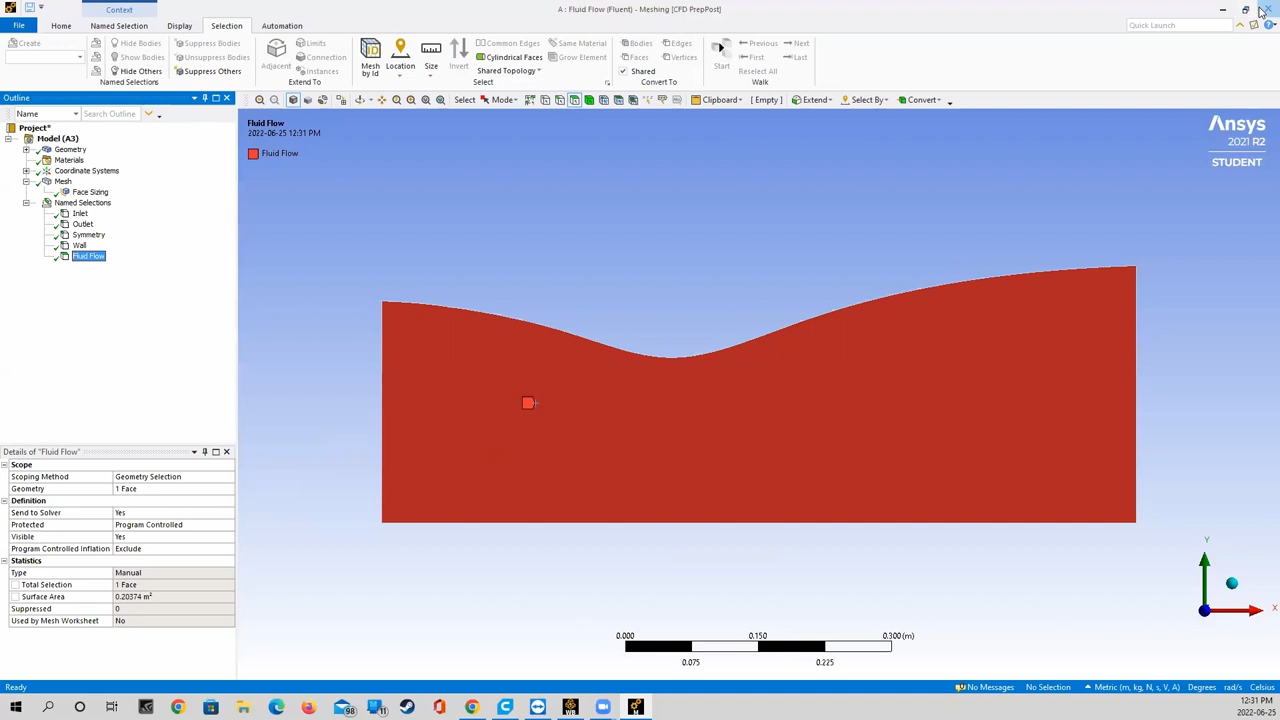 Context
A : Fluid Flow (Fluent) - Meshing [CFD PrepPost]
File Home Named Selection Display Selection Automation
Quick Launch
Create
Hide Bodies
Show Bodies
Hide Others
Suppress Bodies
Unsuppress Bodies
Suppress Others
Named Selections
Adjacent
Limits
Connection
Instances
Extend To
Mesh by Id
Location
Size
Invert
Common Edges
Cylindrical Faces
Shared Topology
Same Material
Grow Element
Select
Bodies
Edges
Faces
Vertices
Shared
Convert To
Start
Previous
Next
First
Last
Reselect All
Walk
Outline
Select Mode Clipboard [ Empty ] Extend Select By Convert
Name Search Outline
Project*
Model (A3)
Geometry
Materials
Coordinate Systems
Mesh
Face Sizing
Named Selections
Inlet
Outlet
Symmetry
Wall
Fluid Flow
Fluid Flow
2022-06-25 12:31 PM
Fluid Flow
Ansys
2021 R2
STUDENT
Details of "Fluid Flow"
Scope
Scoping Method Geometry Selection
Geometry 1 Face
Definition
Send to Solver Yes
Protected Program Controlled
Visible Yes
Program Controlled Inflation Exclude
Statistics
Type Manual
Total Selection 1 Face
Surface Area 0.20374 m²
Suppressed 0
Used by Mesh Worksheet No
Y
X
0.000 0.150 0.300(m)
0.075 0.225
Ready No Messages No Selection Metric (m, kg, N, s, V, A) Degrees rad/s Celsius
98
11
12:31 PM
2022-06-25